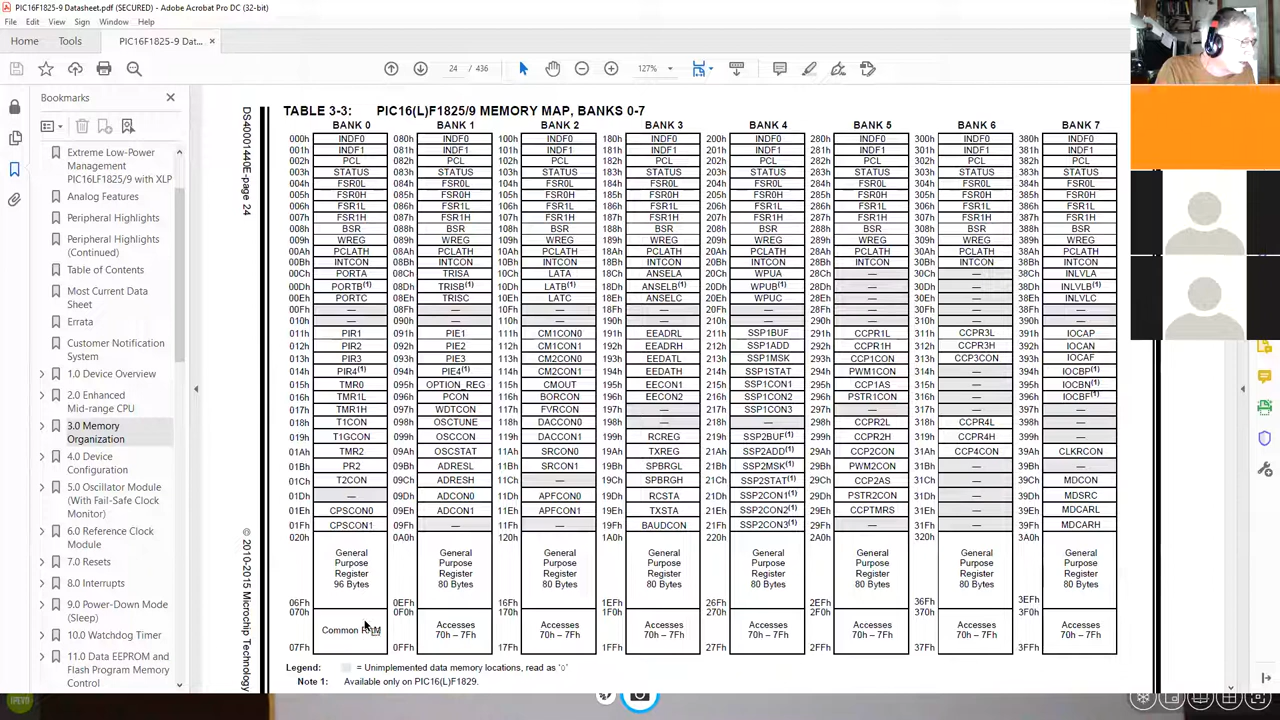 PIC16F1825-9 Datasheet.pdf (SECURED) - Adobe Acrobat Pro DC (32-bit)
File Edit View Sign Window Help
Home Tools PIC16F1825-9 Dat... ×
24 / 436 127%
Bookmarks
Extreme Low-Power
Management
PIC16LF1825/9 with XLP
Analog Features
Peripheral Highlights
Peripheral Highlights
(Continued)
Table of Contents
Most Current Data
Sheet
Errata
Customer Notification
System
1.0 Device Overview
2.0 Enhanced
Mid-range CPU
3.0 Memory
Organization
4.0 Device
Configuration
5.0 Oscillator Module
(With Fail-Safe Clock
Monitor)
6.0 Reference Clock
Module
7.0 Resets
8.0 Interrupts
9.0 Power-Down Mode
(Sleep)
10.0 Watchdog Timer
11.0 Data EEPROM and
Flash Program Memory
Control
DS40001440E-page 24
© 2010-2015 Microchip Technology
TABLE 3-3: PIC16(L)F1825/9 MEMORY MAP, BANKS 0-7
BANK 0 BANK 1 BANK 2 BANK 3 BANK 4 BANK 5 BANK 6 BANK 7
000h INDF0 080h INDF0 100h INDF0 180h INDF0 200h INDF0 280h INDF0 300h INDF0 380h INDF0
001h INDF1 081h INDF1 101h INDF1 181h INDF1 201h INDF1 281h INDF1 301h INDF1 381h INDF1
002h PCL 082h PCL 102h PCL 182h PCL 202h PCL 282h PCL 302h PCL 382h PCL
003h STATUS 083h STATUS 103h STATUS 183h STATUS 203h STATUS 283h STATUS 303h STATUS 383h STATUS
004h FSR0L 084h FSR0L 104h FSR0L 184h FSR0L 204h FSR0L 284h FSR0L 304h FSR0L 384h FSR0L
005h FSR0H 085h FSR0H 105h FSR0H 185h FSR0H 205h FSR0H 285h FSR0H 305h FSR0H 385h FSR0H
006h FSR1L 086h FSR1L 106h FSR1L 186h FSR1L 206h FSR1L 286h FSR1L 306h FSR1L 386h FSR1L
007h FSR1H 087h FSR1H 107h FSR1H 187h FSR1H 207h FSR1H 287h FSR1H 307h FSR1H 387h FSR1H
008h BSR 088h BSR 108h BSR 188h BSR 208h BSR 288h BSR 308h BSR 388h BSR
009h WREG 089h WREG 109h WREG 189h WREG 209h WREG 289h WREG 309h WREG 389h WREG
00Ah PCLATH 08Ah PCLATH 10Ah PCLATH 18Ah PCLATH 20Ah PCLATH 28Ah PCLATH 30Ah PCLATH 38Ah PCLATH
00Bh INTCON 08Bh INTCON 10Bh INTCON 18Bh INTCON 20Bh INTCON 28Bh INTCON 30Bh INTCON 38Bh INTCON
00Ch PORTA 08Ch TRISA 10Ch LATA 18Ch ANSELA 20Ch WPUA 28Ch — 30Ch — 38Ch INLVLA
00Dh PORTB(1) 08Dh TRISB(1) 10Dh LATB(1) 18Dh ANSELB(1) 20Dh WPUB(1) 28Dh — 30Dh — 38Dh INLVLB(1)
00Eh PORTC 08Eh TRISC 10Eh LATC 18Eh ANSELC 20Eh WPUC 28Eh — 30Eh — 38Eh INLVLC
00Fh — 08Fh — 10Fh — 18Fh — 20Fh — 28Fh — 30Fh — 38Fh —
010h — 090h — 110h — 190h — 210h — 290h — 310h — 390h —
011h PIR1 091h PIE1 111h CM1CON0 191h EEADRL 211h SSP1BUF 291h CCPR1L 311h CCPR3L 391h IOCAP
012h PIR2 092h PIE2 112h CM1CON1 192h EEADRH 212h SSP1ADD 292h CCPR1H 312h CCPR3H 392h IOCAN
013h PIR3 093h PIE3 113h CM2CON0 193h EEDATL 213h SSP1MSK 293h CCP1CON 313h CCP3CON 393h IOCAF
014h PIR4(1) 094h PIE4(1) 114h CM2CON1 194h EEDATH 214h SSP1STAT 294h PWM1CON 314h — 394h IOCBP(1)
015h TMR0 095h OPTION_REG 115h CMOUT 195h EECON1 215h SSP1CON1 295h CCP1AS 315h — 395h IOCBN(1)
016h TMR1L 096h PCON 116h BORCON 196h EECON2 216h SSP1CON2 296h PSTR1CON 316h — 396h IOCBF(1)
017h TMR1H 097h WDTCON 117h FVRCON 197h — 217h SSP1CON3 297h — 317h — 397h —
018h T1CON 098h OSCTUNE 118h DACCON0 198h — 218h — 298h CCPR2L 318h CCPR4L 398h —
019h T1GCON 099h OSCCON 119h DACCON1 199h RCREG 219h SSP2BUF(1) 299h CCPR2H 319h CCPR4H 399h —
01Ah TMR2 09Ah OSCSTAT 11Ah SRCON0 19Ah TXREG 21Ah SSP2ADD(1) 29Ah CCP2CON 31Ah CCP4CON 39Ah CLKRCON
01Bh PR2 09Bh ADRESL 11Bh SRCON1 19Bh SPBRGL 21Bh SSP2MSK(1) 29Bh PWM2CON 31Bh — 39Bh —
01Ch T2CON 09Ch ADRESH 11Ch — 19Ch SPBRGH 21Ch SSP2STAT(1) 29Ch CCP2AS 31Ch — 39Ch MDCON
01Dh — 09Dh ADCON0 11Dh APFCON0 19Dh RCSTA 21Dh SSP2CON1(1) 29Dh PSTR2CON 31Dh — 39Dh MDSRC
01Eh CPSCON0 09Eh ADCON1 11Eh APFCON1 19Eh TXSTA 21Eh SSP2CON2(1) 29Eh CCPTMRS 31Eh — 39Eh MDCARL
01Fh CPSCON1 09Fh — 11Fh — 19Fh BAUDCON 21Fh SSP2CON3(1) 29Fh — 31Fh — 39Fh MDCARH
020h 0A0h 120h 1A0h 220h 2A0h 320h 3A0h
General General General General General General General General
Purpose Purpose Purpose Purpose Purpose Purpose Purpose Purpose
Register Register Register Register Register Register Register Register
96 Bytes 80 Bytes 80 Bytes 80 Bytes 80 Bytes 80 Bytes 80 Bytes 80 Bytes
06Fh 0EFh 16Fh 1EFh 26Fh 2EFh 36Fh 3EFh
070h 0F0h 170h 1F0h 270h 2F0h 370h 3F0h
Common RAM Accesses Accesses Accesses Accesses Accesses Accesses Accesses
70h – 7Fh 70h – 7Fh 70h – 7Fh 70h – 7Fh 70h – 7Fh 70h – 7Fh 70h – 7Fh
07Fh 0FFh 17Fh 1FFh 27Fh 2FFh 37Fh 3FFh
Legend: = Unimplemented data memory locations, read as '0'
Note 1: Available only on PIC16(L)F1829.